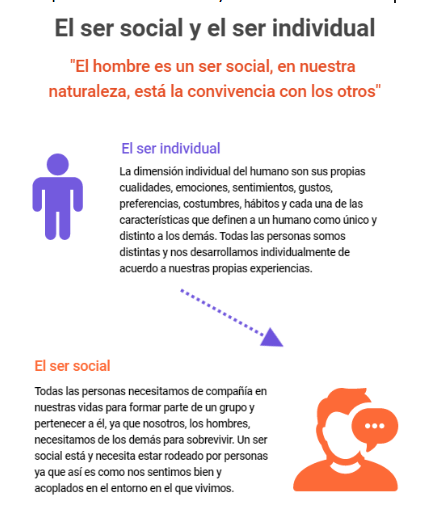 El ser social y el ser individual
"El hombre es un ser social, en nuestra
naturaleza, está la convivencia con los otros"
El ser individual
La dimensión individual del humano son sus propias
cualidades, emociones, sentimientos, gustos,
preferencias, costumbres, hábitos y cada una de las
características que definen a un humano como único y
distinto a los demás. Todas las personas somos
distintas y nos desarrollamos individualmente de
acuerdo a nuestras propias experiencias.
El ser social
Todas las personas necesitamos de compañía en
nuestras vidas para formar parte de un grupo y
pertenecer a él, ya que nosotros, los hombres,
necesitamos de los demás para sobrevivir. Un ser
social está y necesita estar rodeado por personas
ya que así es como nos sentimos bien y
acoplados en el entorno en el que vivimos.